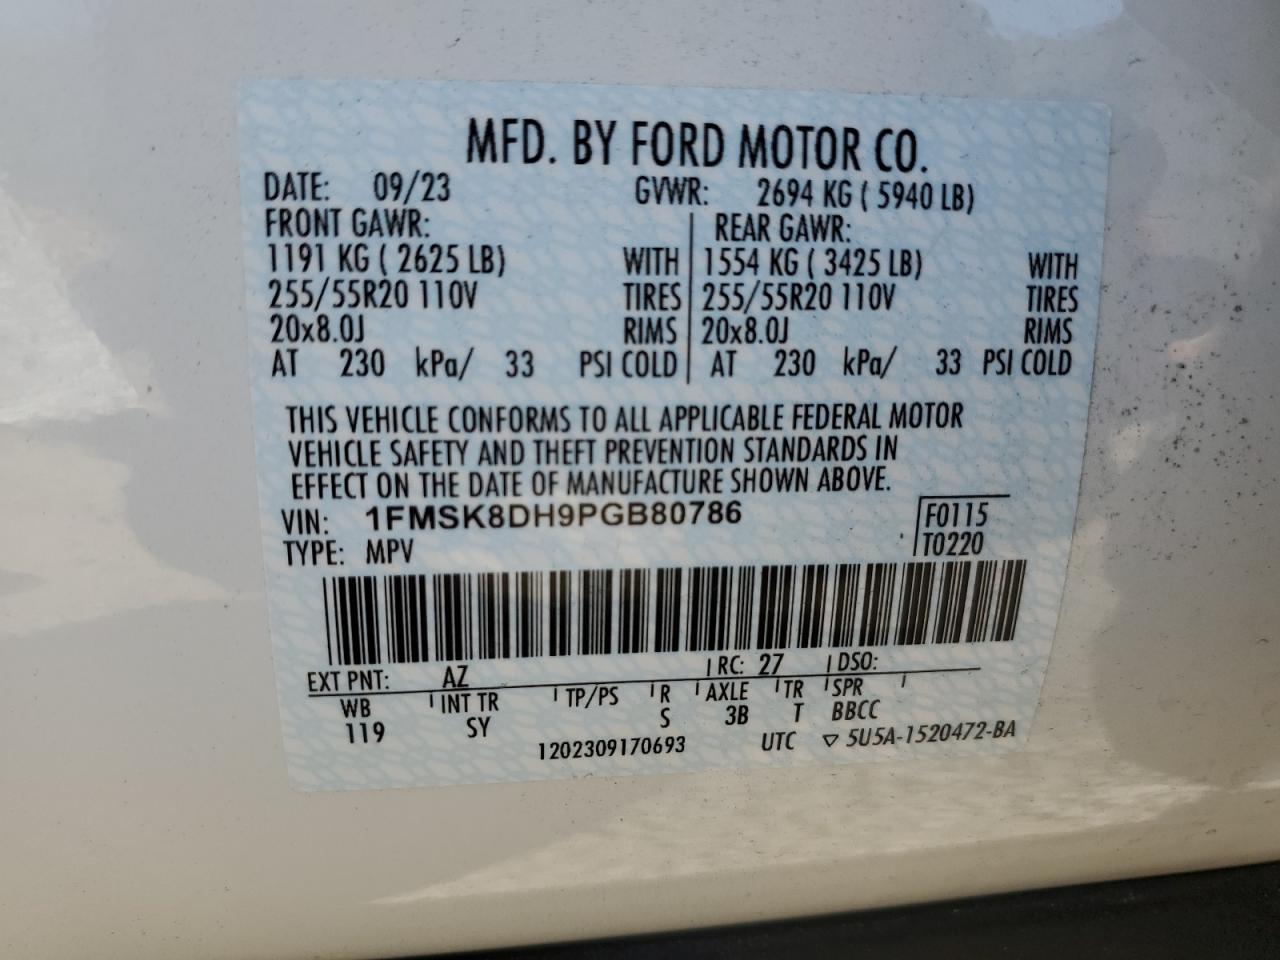 MFD. BY FORD MOTOR CO.
DATE: 09/23 GVWR: 2694 KG ( 5940 LB)
FRONT GAWR: REAR GAWR:
1191 KG ( 2625 LB) WITH 1554 KG ( 3425 LB) WITH
255/55R20 110V TIRES 255/55R20 110V TIRES
20x8.0J RIMS 20x8.0J RIMS
AT 230 kPa/ 33 PSI COLD AT 230 kPa/ 33 PSI COLD
THIS VEHICLE CONFORMS TO ALL APPLICABLE FEDERAL MOTOR
VEHICLE SAFETY AND THEFT PREVENTION STANDARDS IN
EFFECT ON THE DATE OF MANUFACTURE SHOWN ABOVE.
VIN: 1FMSK8DH9PGB80786 F0115
TYPE: MPV T0220
EXT PNT: AZ RC: 27 DSO:
WB INT TR TP/PS R AXLE TR SPR
119 SY S 3B T BBCC
1202309170693 UTC ▽ 5U5A-1520472-BA